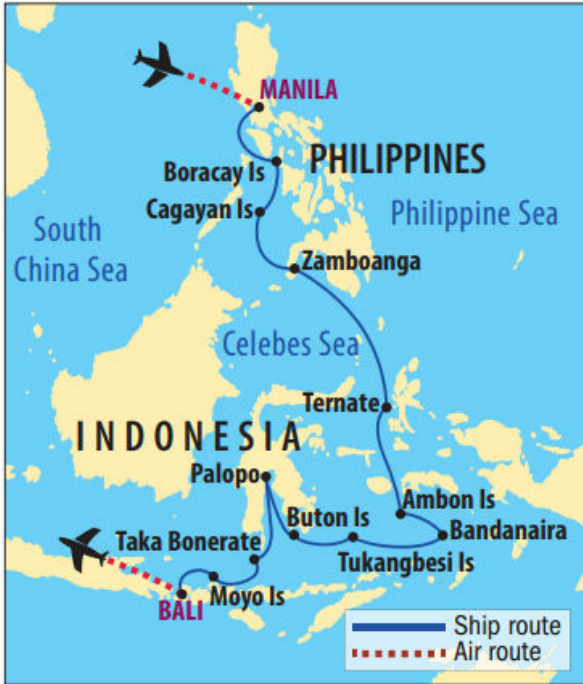 MANILA
PHILIPPINES
Boracay Is
Cagayan Is
Philippine Sea
South
China Sea
Zamboanga
Celebes Sea
Ternate
INDONESIA
Palopo
Ambon Is
Buton Is
Bandanaira
Taka Bonerate
Tukangbesi Is
Moyo Is
BALI
Ship route
Air route